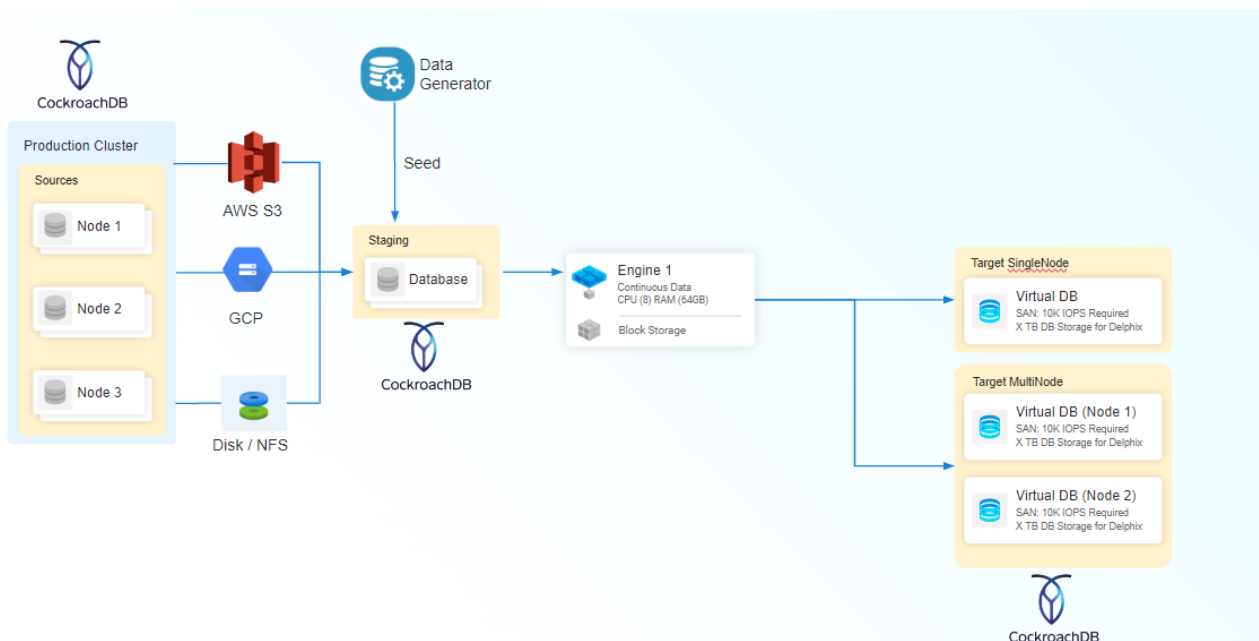 CockroachDB
Production Cluster
Sources
Node 1
Node 2
Node 3
AWS S3
GCP
Disk / NFS
Data
Generator
Seed
Staging
Database
CockroachDB
Engine 1
Continuous Data
CPU (8) RAM (64GB)
Block Storage
Target SingleNode
Virtual DB
SAN: 10K IOPS Required
X TB DB Storage for Delphix
Target MultiNode
Virtual DB (Node 1)
SAN: 10K IOPS Required
X TB DB Storage for Delphix
Virtual DB (Node 2)
SAN: 10K IOPS Required
X TB DB Storage for Delphix
CockroachDB